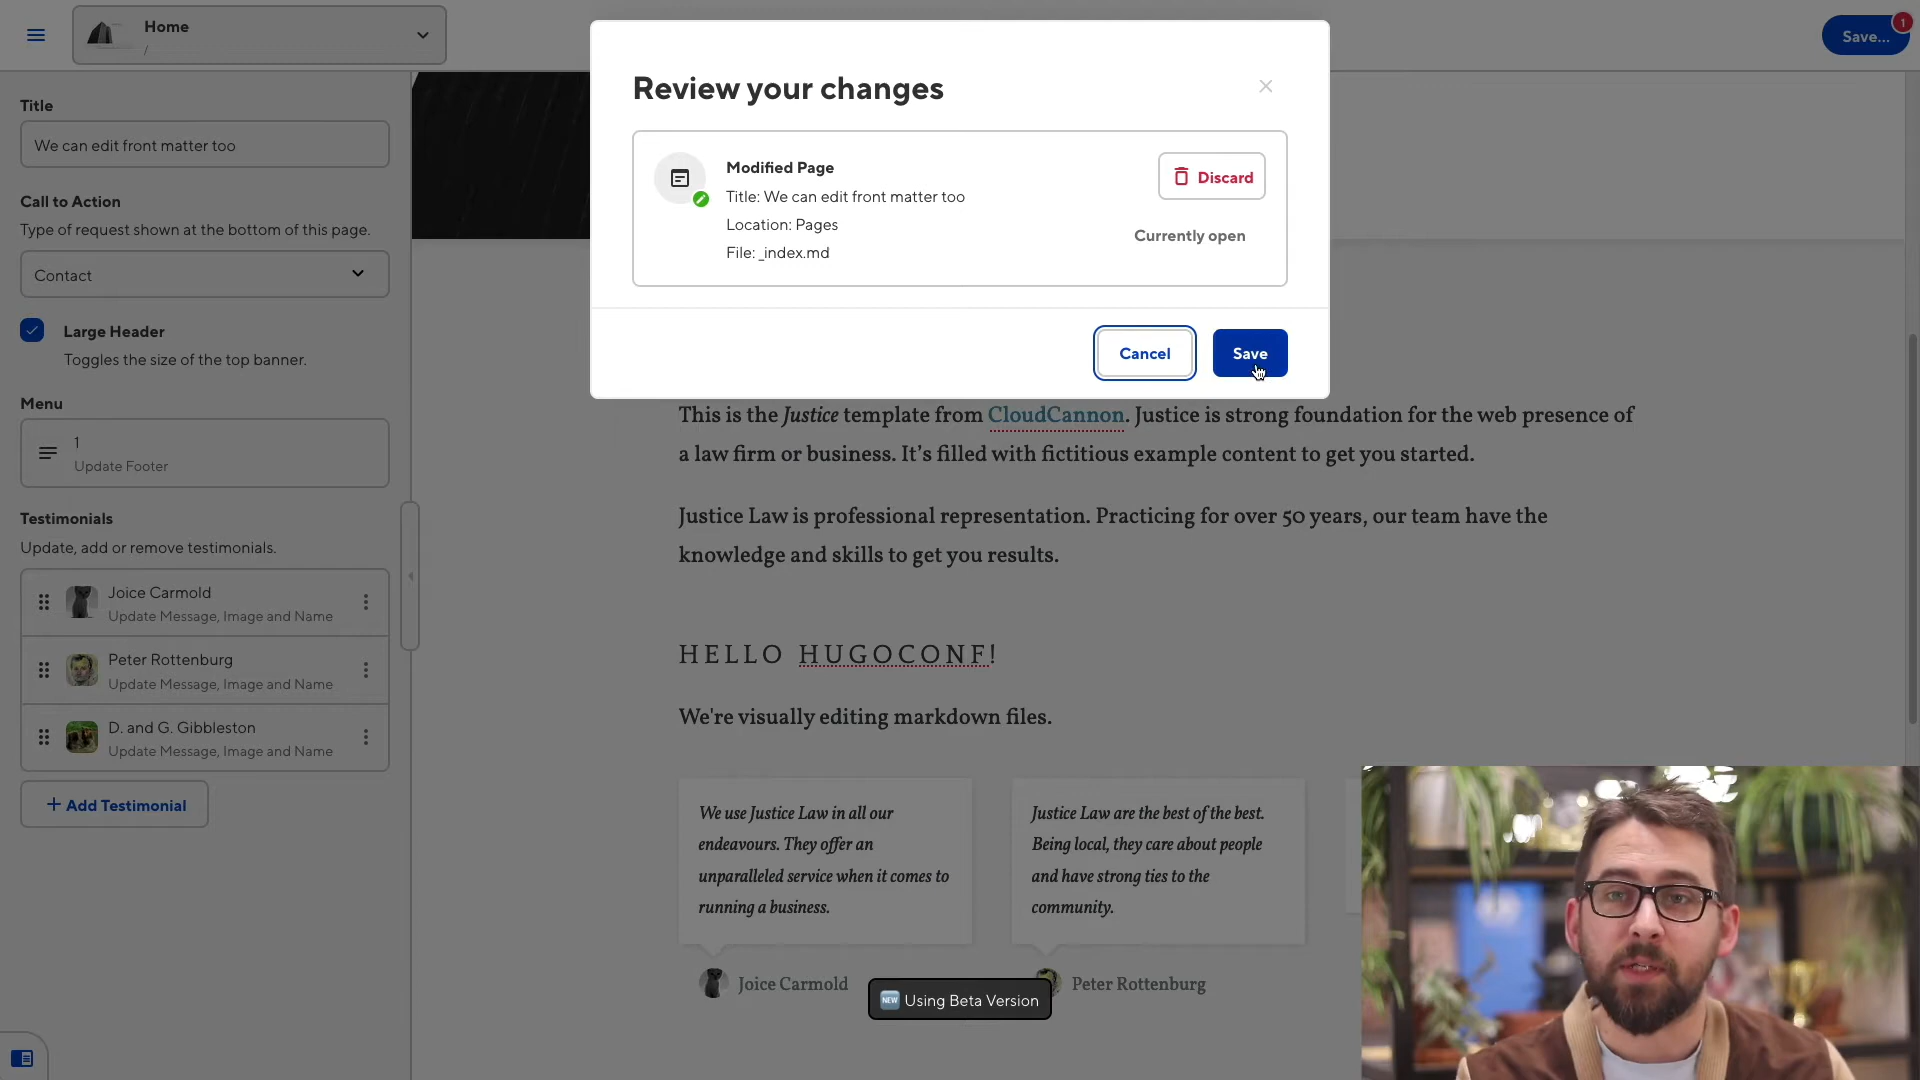 Home
/
Save...
1
Title
We can edit front matter too
Call to Action
Type of request shown at the bottom of this page.
Contact
Large Header
Toggles the size of the top banner.
Menu
1
Update Footer
Testimonials
Update, add or remove testimonials.
Joice Carmold
Update Message, Image and Name
Peter Rottenburg
Update Message, Image and Name
D. and G. Gibbleston
Update Message, Image and Name
+ Add Testimonial
Review your changes
Modified Page
Title: We can edit front matter too
Location: Pages
File: _index.md
Discard
Currently open
Cancel
Save
This is the Justice template from CloudCannon. Justice is strong foundation for the web presence of
a law firm or business. It's filled with fictitious example content to get you started.
Justice Law is professional representation. Practicing for over 50 years, our team have the
knowledge and skills to get you results.
HELLO HUGOCONF!
We're visually editing markdown files.
We use Justice Law in all our
endeavours. They offer an
unparalleled service when it comes to
running a business.
Joice Carmold
Justice Law are the best of the best.
Being local, they care about people
and have strong ties to the
community.
Peter Rottenburg
NEW Using Beta Version